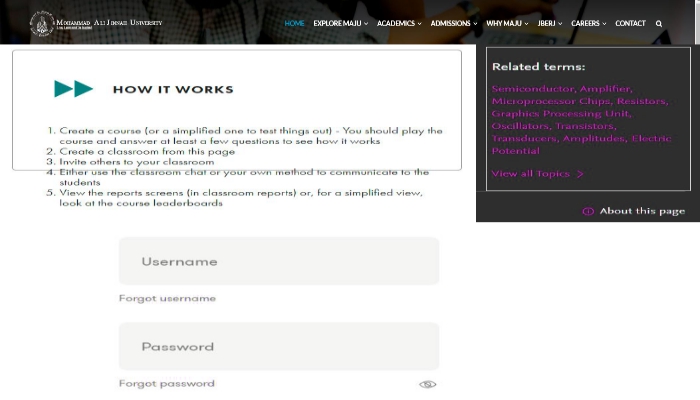 Mohammad Ali Jinnah University
HOME EXPLORE MAJU ACADEMICS ADMISSIONS WHY MAJU JBERJ CAREERS CONTACT
HOW IT WORKS
1. Create a course (or a simplified one to test things out) - You should play the
course and answer at least a few questions to see how it works
2. Create a classroom from this page
3. Invite others to your classroom
4. Either use the classroom chat or your own method to communicate to the
students
5. View the reports screens (in classroom reports) or, for a simplified view,
look at the course leaderboards
Related terms:
Semiconductor, Amplifier,
Microprocessor Chips, Resistors,
Graphics Processing Unit,
Oscillators, Transistors,
Transducers, Amplitudes, Electric
Potential
View all Topics
About this page
Username
Forgot username
Password
Forgot password